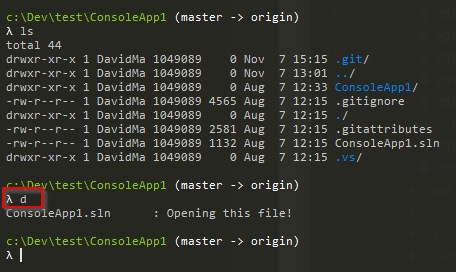 c:\Dev\test\ConsoleApp1 (master -> origin)
λ ls
total 44
drwxr-xr-x 1 DavidMa 1049089    0 Nov  7 15:15 .git/
drwxr-xr-x 1 DavidMa 1049089    0 Nov  7 13:01 ../
drwxr-xr-x 1 DavidMa 1049089    0 Aug  7 12:33 ConsoleApp1/
-rw-r--r-- 1 DavidMa 1049089 4565 Aug  7 12:15 .gitignore
drwxr-xr-x 1 DavidMa 1049089    0 Aug  7 12:15 ./
-rw-r--r-- 1 DavidMa 1049089 2581 Aug  7 12:15 .gitattributes
-rw-r--r-- 1 DavidMa 1049089 1132 Aug  7 12:15 ConsoleApp1.sln
drwxr-xr-x 1 DavidMa 1049089    0 Aug  7 12:15 .vs/
c:\Dev\test\ConsoleApp1 (master -> origin)
λ d
ConsoleApp1.sln      : Opening this file!
c:\Dev\test\ConsoleApp1 (master -> origin)
λ